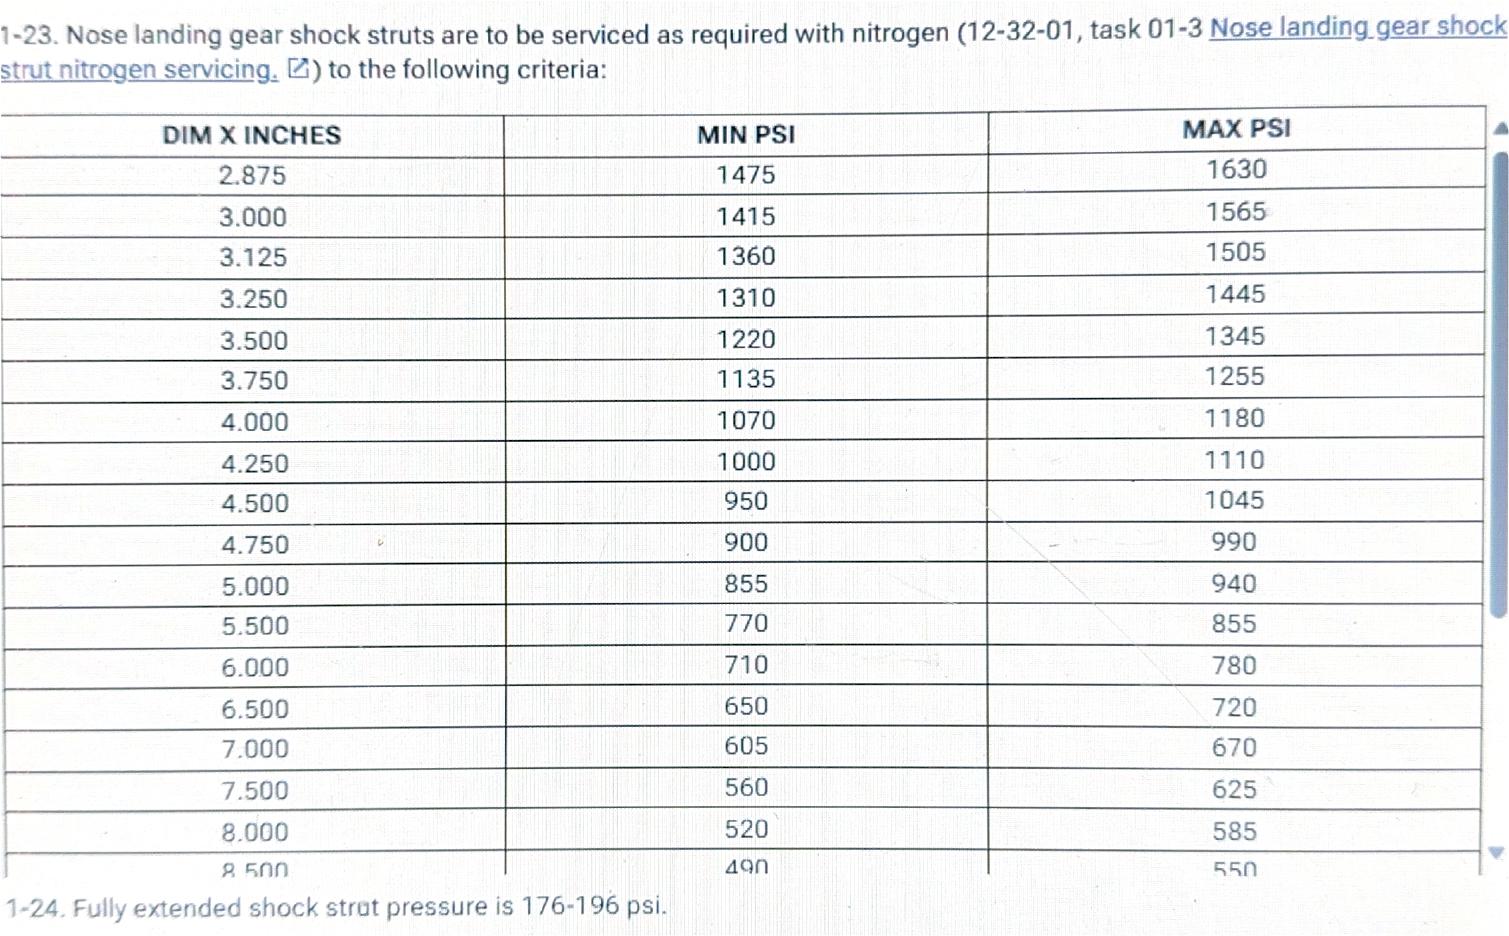 1-23. Nose landing gear shock struts are to be serviced as required with nitrogen (12-32-01, task 01-3 Nose landing gear shock
strut nitrogen servicing. ) to the following criteria:
DIM X INCHES MIN PSI MAX PSI
2.875 1475 1630
3.000 1415 1565
3.125 1360 1505
3.250 1310 1445
3.500 1220 1345
3.750 1135 1255
4.000 1070 1180
4.250 1000 1110
4.500 950 1045
4.750 900 990
5.000 855 940
5.500 770 855
6.000 710 780
6.500 650 720
7.000 605 670
7.500 560 625
8.000 520 585
8.500 490 550
1-24. Fully extended shock strut pressure is 176-196 psi.